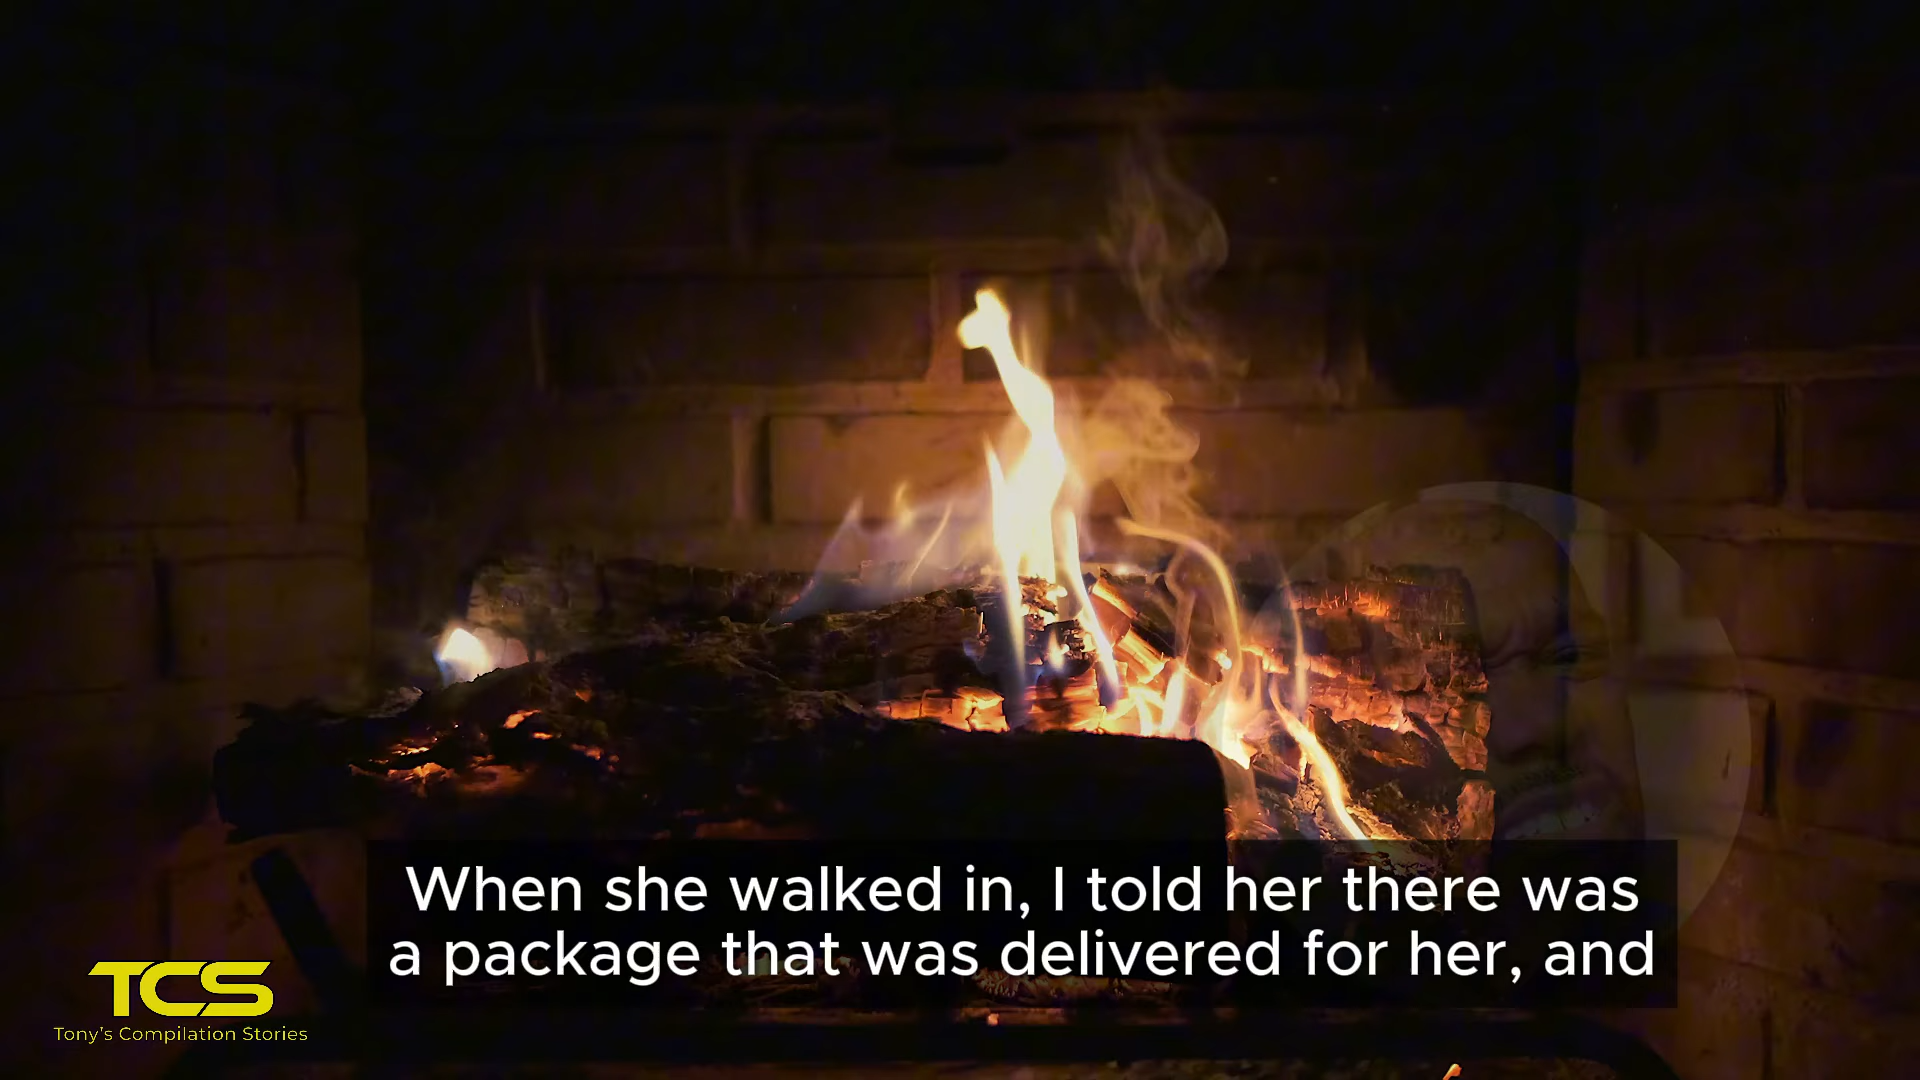 When she walked in, I told her there was
a package that was delivered for her, and
TCS
Tony's Compilation Stories